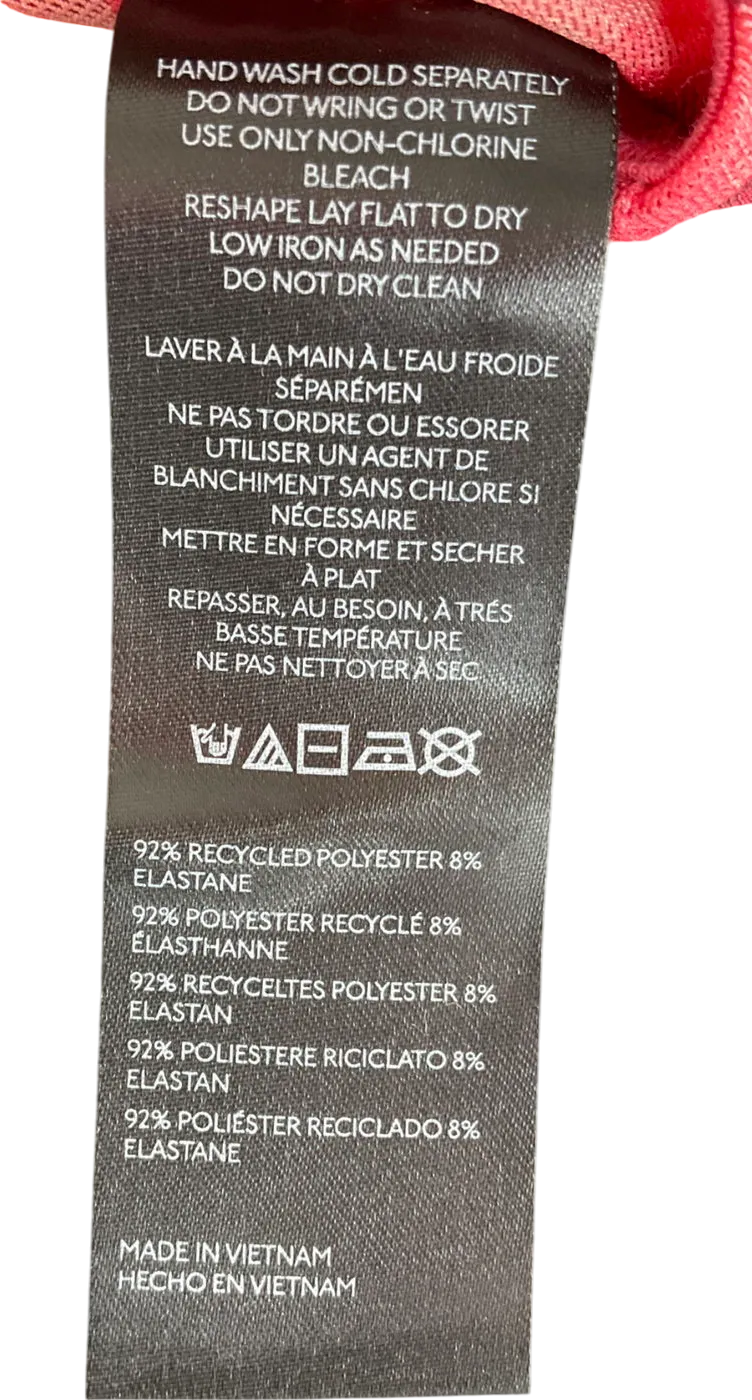 HAND WASH COLD SEPARATELY
DO NOT WRING OR TWIST
USE ONLY NON-CHLORINE
BLEACH
RESHAPE LAY FLAT TO DRY
LOW IRON AS NEEDED
DO NOT DRY CLEAN
LAVER À LA MAIN À L'EAU FROIDE
SÉPARÉMEN
NE PAS TORDRE OU ESSORER
UTILISER UN AGENT DE
BLANCHIMENT SANS CHLORE SI
NÉCESSAIRE
METTRE EN FORME ET SECHER
À PLAT
REPASSER, AU BESOIN, À TRÉS
BASSE TEMPÉRATURE
NE PAS NETTOYER À SEC
92% RECYCLED POLYESTER 8%
ELASTANE
92% POLYESTER RECYCLÉ 8%
ÉLASTHANNE
92% RECYCELTES POLYESTER 8%
ELASTAN
92% POLIESTERE RICICLATO 8%
ELASTAN
92% POLIÉSTER RECICLADO 8%
ELASTANE
MADE IN VIETNAM
HECHO EN VIETNAM